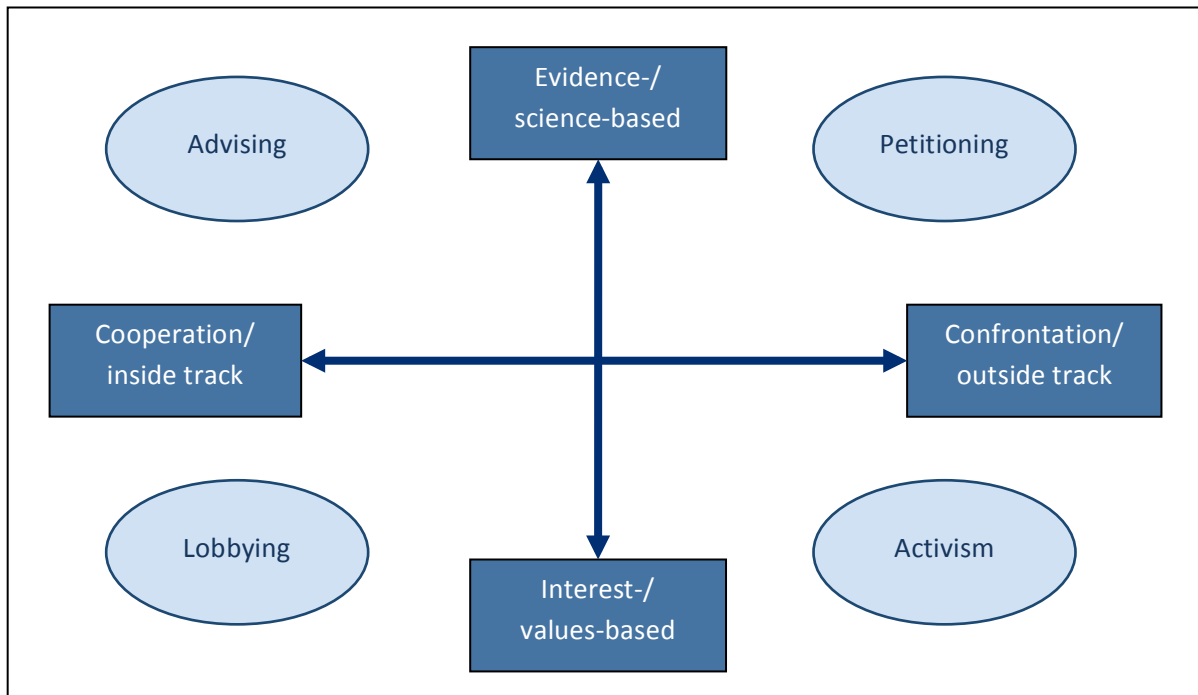 Evidence-/
science-based
Advising
Petitioning
Cooperation/
inside track
Confrontation/
outside track
Lobbying
Activism
Interest-/
values-based